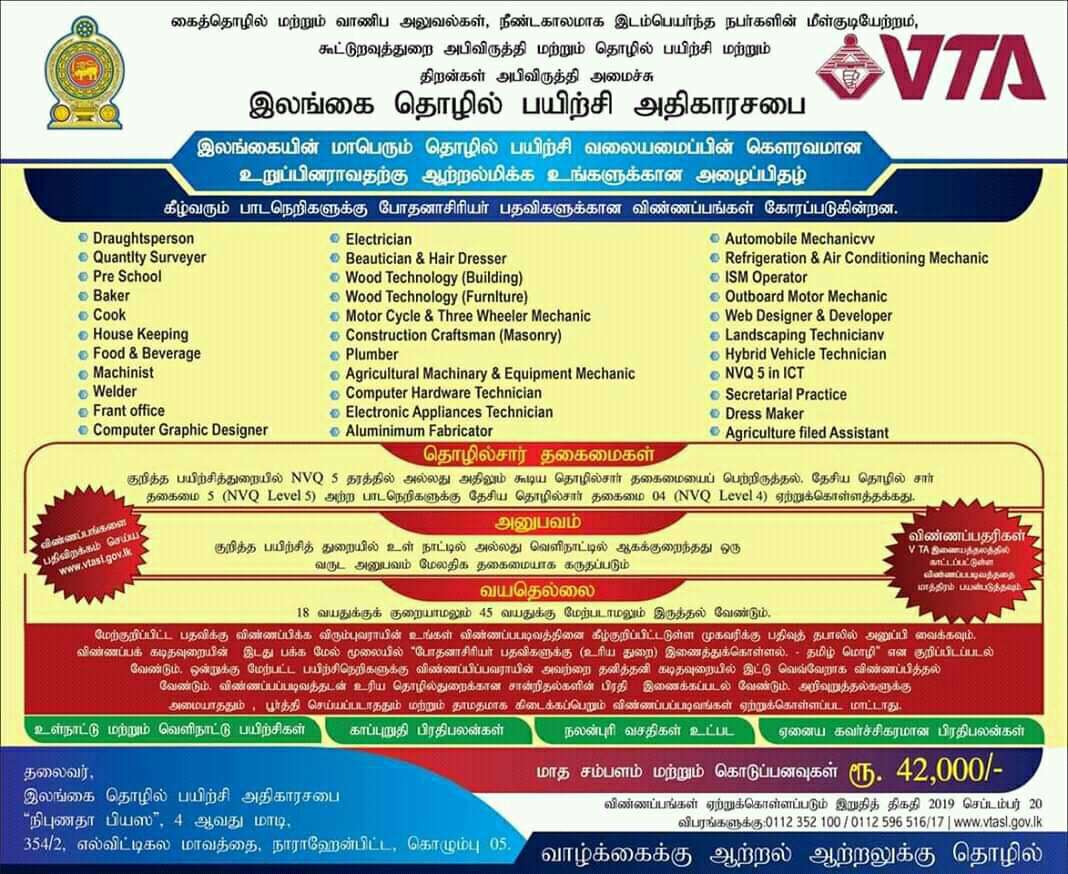 கைத்தொழில் மற்றும் வாணிப அலுவல்கள், நீண்டகாலமாக இடம்பெயர்ந்த நபர்களின் மீள்குடியேற்றம்,
கூட்டுறவுத்துறை அபிவிருத்தி மற்றும் தொழில் பயிற்சி மற்றும்
திறன்கள் அபிவிருத்தி அமைச்சு
இலங்கை தொழில் பயிற்சி அதிகாரசபை
VTA
இலங்கையின் மாபெரும் தொழில் பயிற்சி வலையமைப்பின் கௌரவமான
உறுப்பினராவதற்கு ஆற்றல்மிக்க உங்களுக்கான அழைப்பிதழ்
கீழ்வரும் பாடநெறிகளுக்கு போதனாசிரியர் பதவிகளுக்கான விண்ணப்பங்கள் கோரப்படுகின்றன.
Draughtsperson
Quantlty Surveyer
Pre School
Baker
Cook
House Keeping
Food & Beverage
Machinist
Welder
Frant office
Computer Graphic Designer
Electrician
Beautician & Hair Dresser
Wood Technology (Building)
Wood Technology (Furnlture)
Motor Cycle & Three Wheeler Mechanic
Construction Craftsman (Masonry)
Plumber
Agricultural Machinary & Equipment Mechanic
Computer Hardware Technician
Electronic Appliances Technician
Aluminimum Fabricator
Automobile Mechanicvv
Refrigeration & Air Conditioning Mechanic
ISM Operator
Outboard Motor Mechanic
Web Designer & Developer
Landscaping Technicianv
Hybrid Vehicle Technician
NVQ 5 in ICT
Secretarial Practice
Dress Maker
Agriculture filed Assistant
தொழில்சார் தகைமைகள்
குறித்த பயிற்சித்துறையில் NVQ 5 தரத்தில் அல்லது அதிலும் கூடிய தொழில்சார் தகைமையைப் பெற்றிருத்தல். தேசிய தொழில் சார்
தகைமை 5 (NVQ Level 5) அற்ற பாடநெறிகளுக்கு தேசிய தொழில்சார் தகைமை 04 (NVQ Level 4) ஏற்றுக்கொள்ளத்தக்கது.
அனுபவம்
குறித்த பயிற்சித் துறையில் உள் நாட்டில் அல்லது வெளிநாட்டில் ஆகக்குறைந்தது ஒரு
வருட அனுபவம் மேலதிக தகைமையாக கருதப்படும்
வயதெல்லை
18 வயதுக்குக் குறையாமலும் 45 வயதுக்கு மேற்படாமலும் இருத்தல் வேண்டும்.
விண்ணப்பங்களை
பதிவிறக்கம் செய்ய
www.vtasl.gov.lk
விண்ணப்பதாரிகள்
V TA இணையத்தலத்தில்
காட்டப்பட்டுள்ள
விண்ணப்பபடிவத்தை
மாத்திரம் பயன்படுத்தவும்
மேற்குறிப்பிட்ட பதவிக்கு விண்ணப்பிக்க விரும்புவராயின் உங்கள் விண்ணப்பபடிவத்தினை கீழ்குறிப்பிட்டுள்ள முகவரிக்கு பதிவுத் தபாலில் அனுப்பி வைக்கவும்.
விண்ணப்பக் கடிதவுறையின் இடது பக்க மேல் மூலையில் "போதனாசிரியர் பதவிகளுக்கு (உரிய துறை) இணைத்துக்கொள்ளல். - தமிழ் மொழி" என குறிப்பிடப்படல்
வேண்டும். ஒன்றுக்கு மேற்பட்ட பயிற்சிநெறிகளுக்கு விண்ணப்பிப்பவராயின் அவற்றை தனித்தனி கடிதவுறையில் இட்டு வெவ்வேறாக விண்ணப்பித்தல்
வேண்டும். விண்ணப்பப்படிவத்தடன் உரிய தொழில்துறைக்கான சான்றிதல்களின் பிரதி இணைக்கப்படல் வேண்டும். அறிவுறுத்தல்களுக்கு
அமையாததும் , பூர்த்தி செய்யப்படாததும் மற்றும் தாமதமாக கிடைக்கப்பெறும் விண்ணப்பப்படிவங்கள் ஏற்றுக்கொள்ளப்பட மாட்டாது.
உள்நாட்டு மற்றும் வெளிநாட்டு பயிற்சிகள்
காப்புறுதி பிரதிபலன்கள்
நலன்புரி வசதிகள் உட்பட
ஏனைய கவர்ச்சிகரமான பிரதிபலன்கள்
தலைவர்,
இலங்கை தொழில் பயிற்சி அதிகாரசபை
"நிபுணதா பியஸ", 4 ஆவது மாடி,
354/2, எல்விட்டிகல மாவத்தை, நாராஹேன்பிட்ட, கொழும்பு 05.
மாத சம்பளம் மற்றும் கொடுப்பனவுகள் ரூ. 42,000/-
விண்ணப்பங்கள் ஏற்றுக்கொள்ளப்படும் இறுதித் திகதி 2019 செப்டம்பர் 20
விபரங்களுக்கு:0112 352 100 / 0112 596 516/17 | www.vtasl.gov.lk
வாழ்க்கைக்கு ஆற்றல் ஆற்றலுக்கு தொழில்